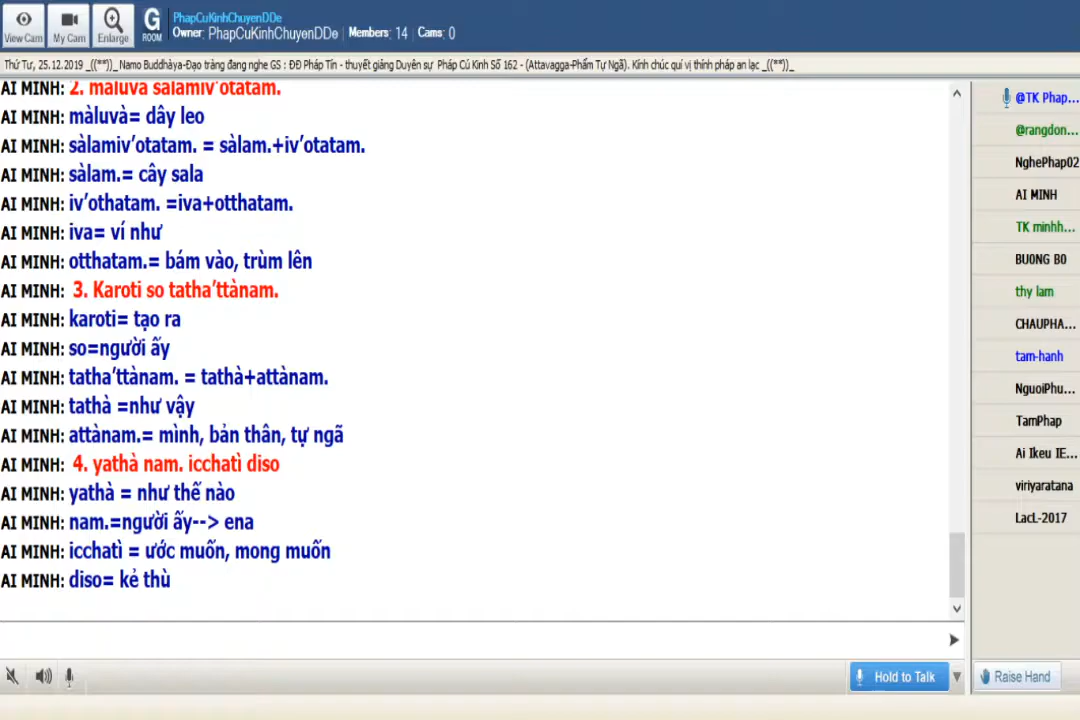 View Cam
My Cam
Enlarge
G
ROOM
PhapCuKinhChuyenDDe
Owner: PhapCuKinhChuyenDDe Members: 14 Cams: 0
Thứ Tư, 25.12.2019 _((**))_ Namo Buddhàya-Đạo tràng đang nghe GS : ĐĐ Pháp Tín - thuyết giảng Duyên sự Pháp Cú Kinh Số 162 - (Attavagga-Phẩm Tự Ngã). Kính chúc quí vị thính pháp an lạc _((**))_
AI MINH: 2. màluvà sàlamiv’otatam.
AI MINH: màluvà= dây leo
AI MINH: sàlamiv’otatam. = sàlam.+iv’otatam.
AI MINH: sàlam.= cây sala
AI MINH: iv’othatam. =iva+otthatam.
AI MINH: iva= ví như
AI MINH: otthatam.= bám vào, trùm lên
AI MINH: 3. Karoti so tatha’ttànam.
AI MINH: karoti= tạo ra
AI MINH: so=người ấy
AI MINH: tatha’ttànam. = tathà+attànam.
AI MINH: tathà =như vậy
AI MINH: attànam.= mình, bản thân, tự ngã
AI MINH: 4. yathà nam. icchatì diso
AI MINH: yathà = như thế nào
AI MINH: nam.=người ấy--> ena
AI MINH: icchatì = ước muốn, mong muốn
AI MINH: diso= kẻ thù
@TK Phap...
@rangdon...
NghePhap02
AI MINH
TK minhh...
BUONG B0
thy lam
CHAUPHA...
tam-hanh
NguoiPhu...
TamPhap
Ai Ikeu IE...
viriyaratana
LacL-2017
Hold to Talk
Raise Hand